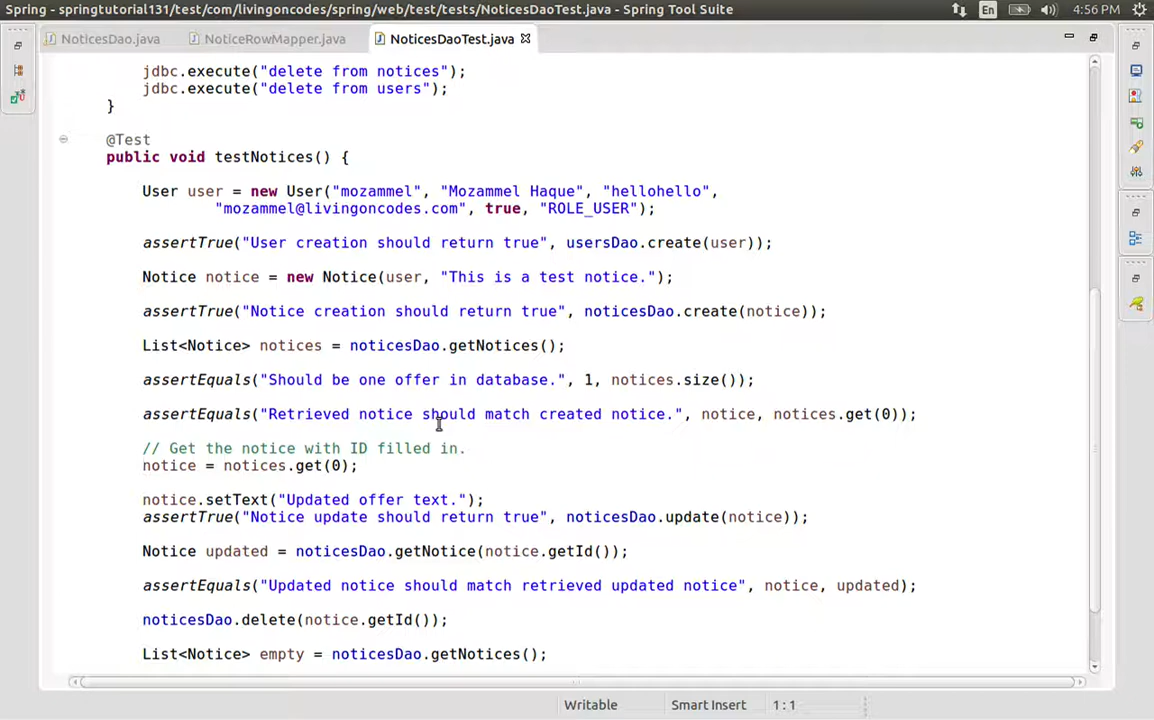 Spring - springtutorial131/test/com/livingoncodes/spring/web/test/tests/NoticesDaoTest.java - Spring Tool Suite
En
4:56 PM
NoticesDao.java
NoticeRowMapper.java
NoticesDaoTest.java
jdbc.execute("delete from notices");
jdbc.execute("delete from users");
}
@Test
public void testNotices() {
User user = new User("mozammel", "Mozammel Haque", "hellohello",
"mozammel@livingoncodes.com", true, "ROLE_USER");
assertTrue("User creation should return true", usersDao.create(user));
Notice notice = new Notice(user, "This is a test notice.");
assertTrue("Notice creation should return true", noticesDao.create(notice));
List<Notice> notices = noticesDao.getNotices();
assertEquals("Should be one offer in database.", 1, notices.size());
assertEquals("Retrieved notice should match created notice.", notice, notices.get(0));
// Get the notice with ID filled in.
notice = notices.get(0);
notice.setText("Updated offer text.");
assertTrue("Notice update should return true", noticesDao.update(notice));
Notice updated = noticesDao.getNotice(notice.getId());
assertEquals("Updated notice should match retrieved updated notice", notice, updated);
noticesDao.delete(notice.getId());
List<Notice> empty = noticesDao.getNotices();
Writable
Smart Insert
1 : 1